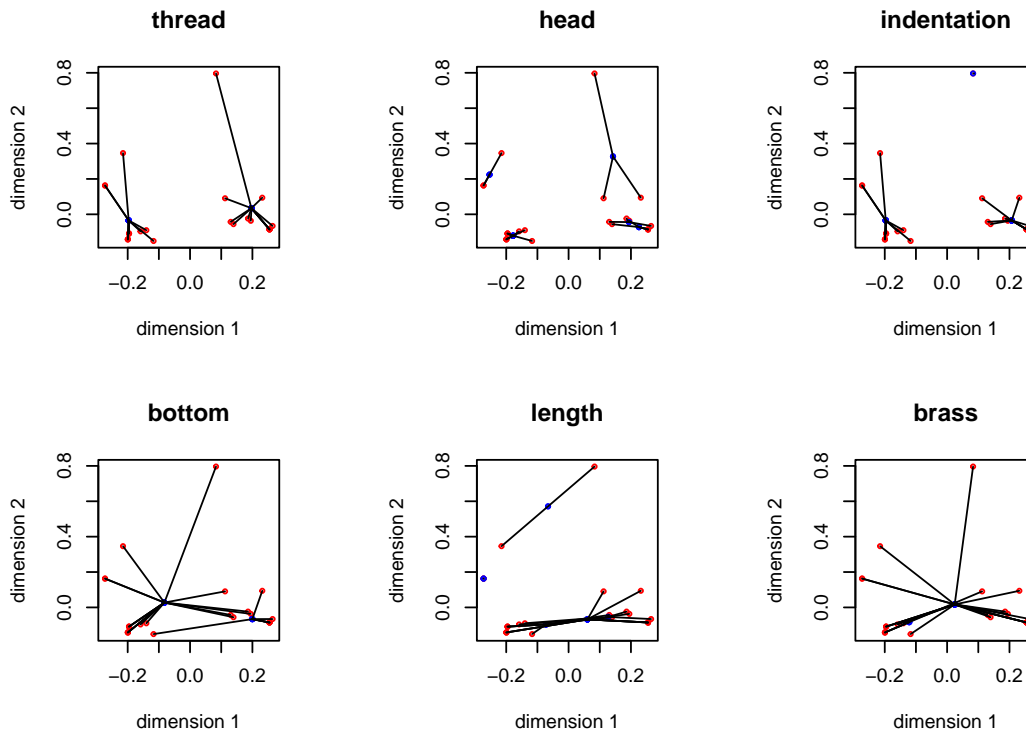 thread
dimension 2
0.0 0.4 0.8
−0.2 0.0 0.2
dimension 1
head
dimension 2
0.0 0.4 0.8
−0.2 0.0 0.2
dimension 1
indentation
dimension 2
0.0 0.4 0.8
−0.2 0.0 0.2
dimension 1
bottom
dimension 2
0.0 0.4 0.8
−0.2 0.0 0.2
dimension 1
length
dimension 2
0.0 0.4 0.8
−0.2 0.0 0.2
dimension 1
brass
dimension 2
0.0 0.4 0.8
−0.2 0.0 0.2
dimension 1